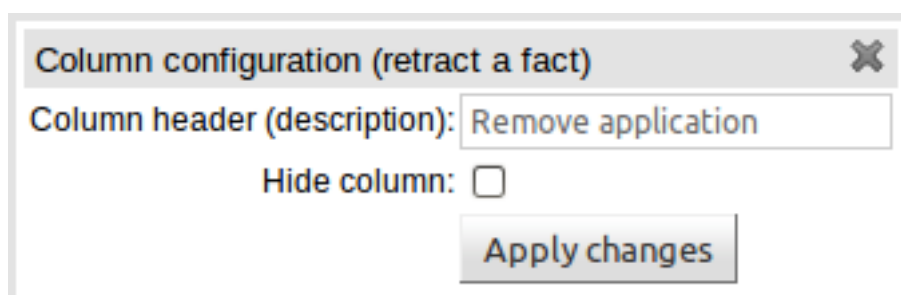 Column configuration (retract a fact)
Column header (description): Remove application
Hide column:
Apply changes